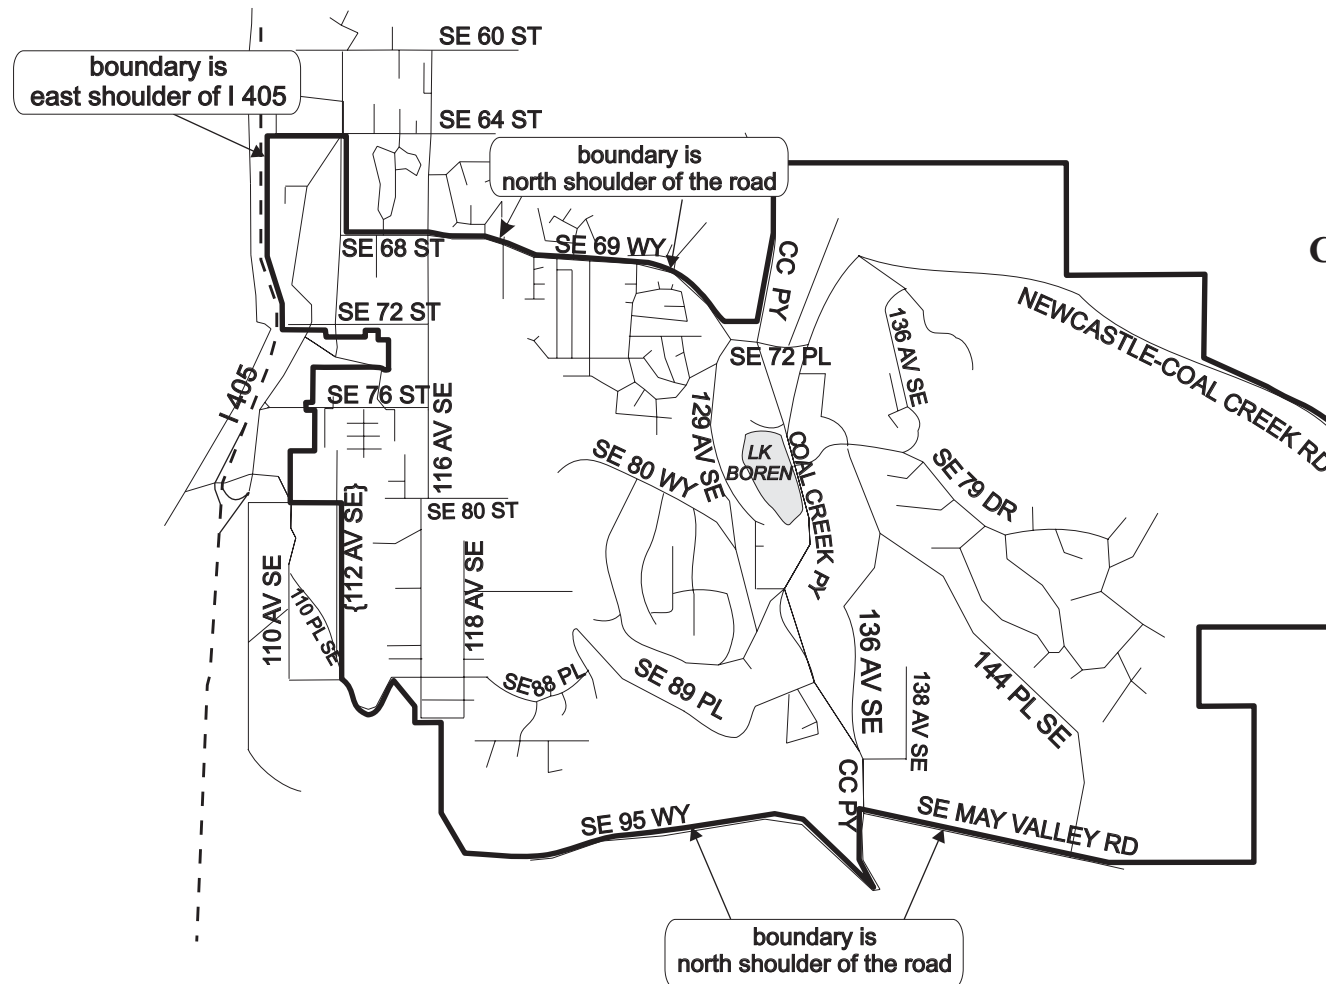 SE 60 ST
boundary is
east shoulder of I 405
SE 64 ST
boundary is
north shoulder of the road
SE 68 ST
SE 69 WY
CC PY
C
SE 72 ST
SE 72 PL
136 AV SE
NEWCASTLE-COAL CREEK RD
I 405
SE 76 ST
116 AV SE
129 AV SE
LK
BOREN
COAL CREEK PY
SE 80 WY
SE 79 DR
SE 80 ST
{112 AV SE}
110 AV SE
110 PL SE
118 AV SE
136 AV SE
138 AV SE
144 PL SE
SE88 PL
SE 89 PL
CC PY
SE 95 WY
SE MAY VALLEY RD
boundary is
north shoulder of the road